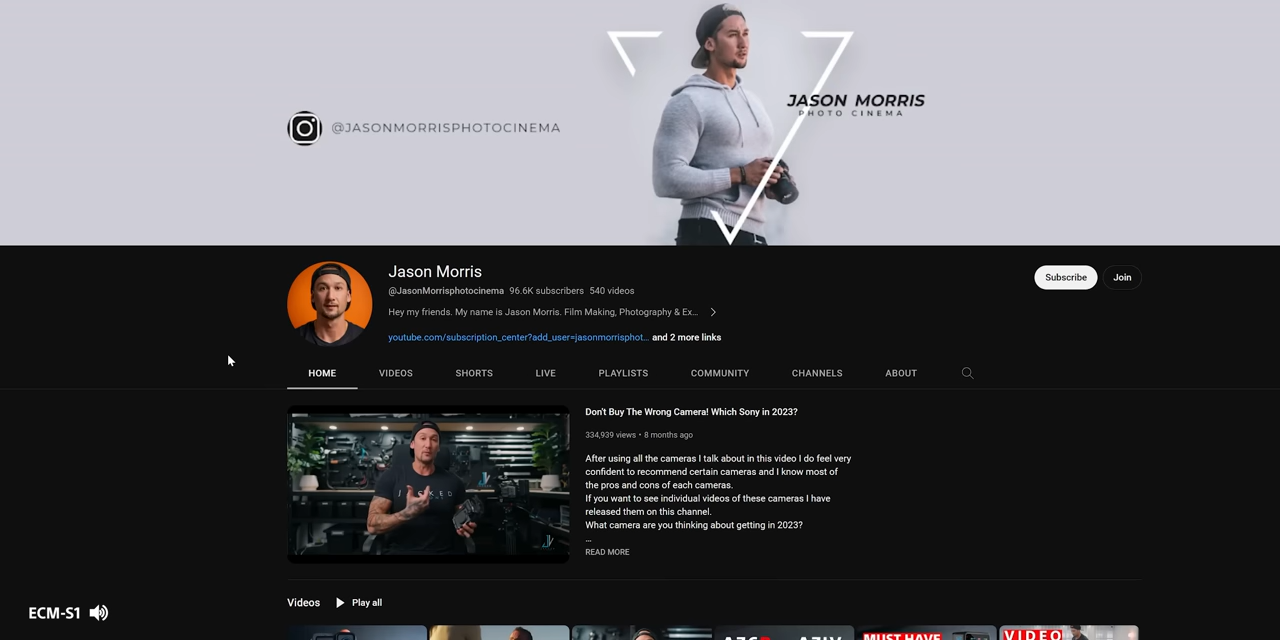 @JASONMORRISPHOTOCINEMA
JASON MORRIS
PHOTO CINEMA
Jason Morris
@JasonMorrisphotocinema 96.6K subscribers 540 videos
Hey my friends. My name is Jason Morris. Film Making, Photography & Ex...
youtube.com/subscription_center?add_user=jasonmorrisphot... and 2 more links
Subscribe
Join
HOME
VIDEOS
SHORTS
LIVE
PLAYLISTS
COMMUNITY
CHANNELS
ABOUT
Don't Buy The Wrong Camera! Which Sony in 2023?
334,939 views • 8 months ago
After using all the cameras I talk about in this video I do feel very
confident to recommend certain cameras and I know most of
the pros and cons of each cameras.
If you want to see individual videos of these cameras I have
released them on this channel.
What camera are you thinking about getting in 2023?
...
READ MORE
Videos
Play all
ECM-S1
MUST HAVE
VIDEO